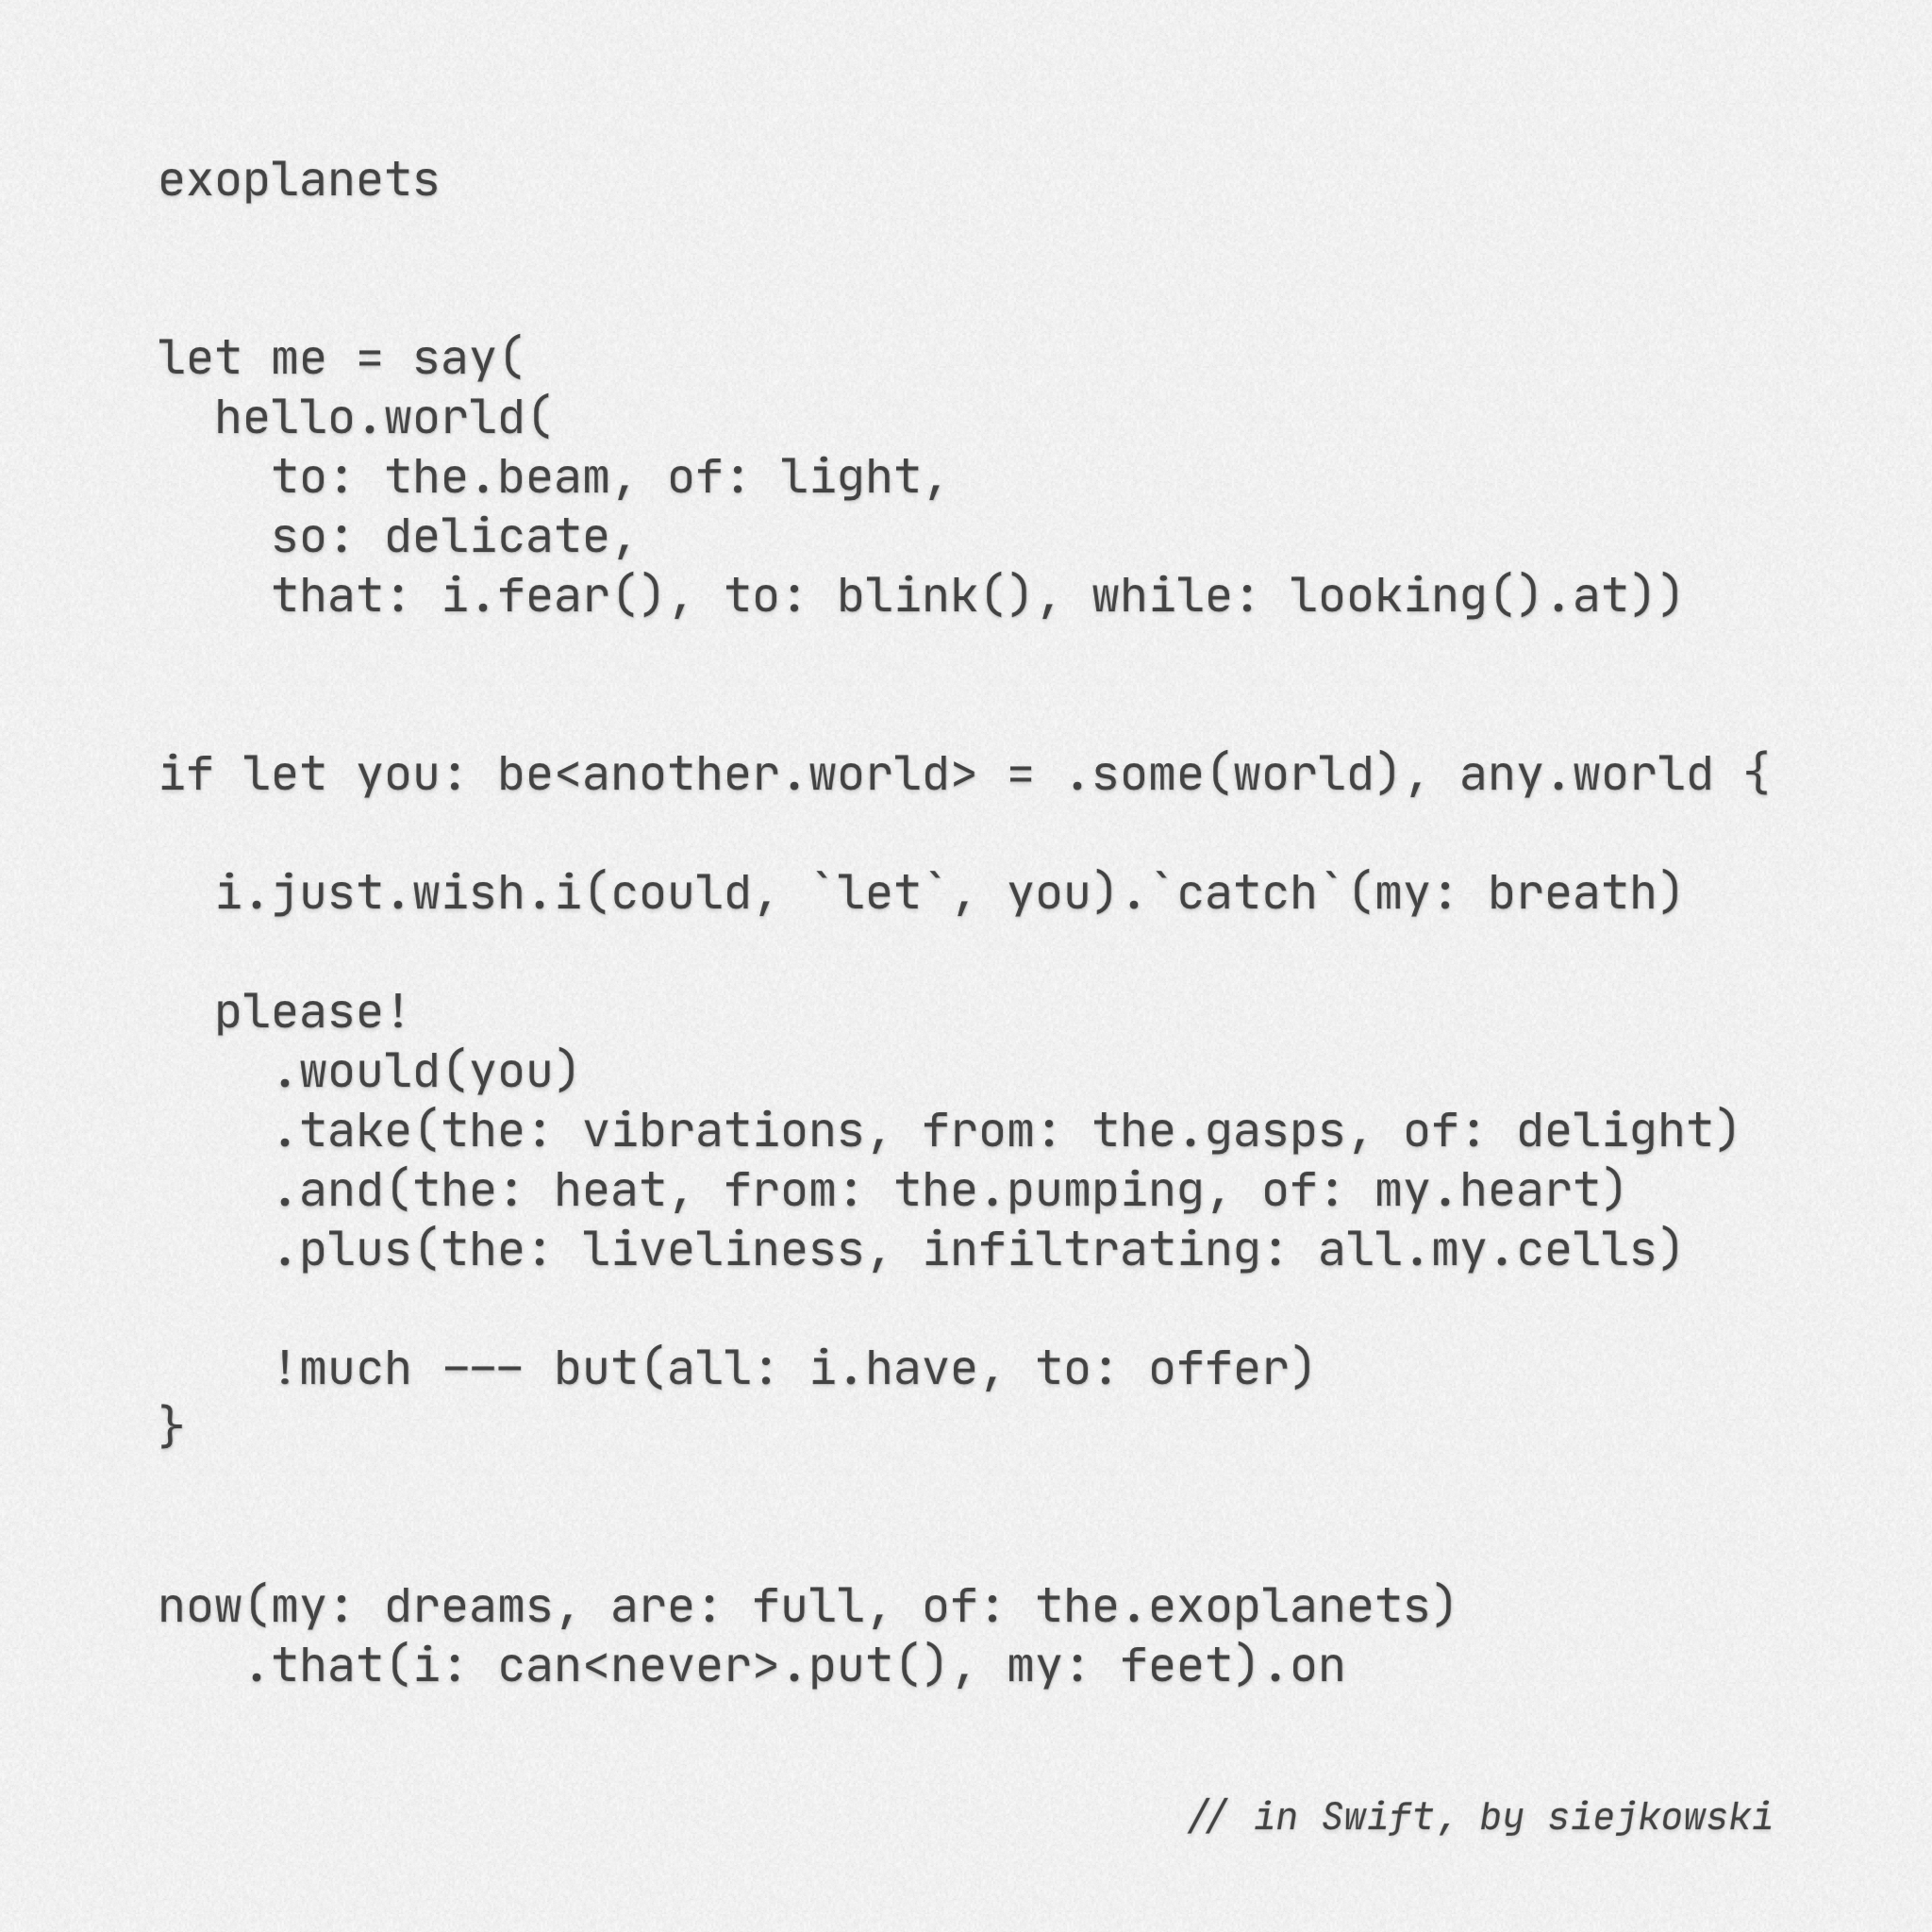 exoplanets
let me = say(
  hello.world(
    to: the.beam, of: light,
    so: delicate,
    that: i.fear(), to: blink(), while: looking().at))
if let you: be<another.world> = .some(world), any.world {
  i.just.wish.i(could, `let`, you).`catch`(my: breath)
  please!
    .would(you)
    .take(the: vibrations, from: the.gasps, of: delight)
    .and(the: heat, from: the.pumping, of: my.heart)
    .plus(the: liveliness, infiltrating: all.my.cells)
    !much --- but(all: i.have, to: offer)
}
now(my: dreams, are: full, of: the.exoplanets)
   .that(i: can<never>.put(), my: feet).on
// in Swift, by siejkowski